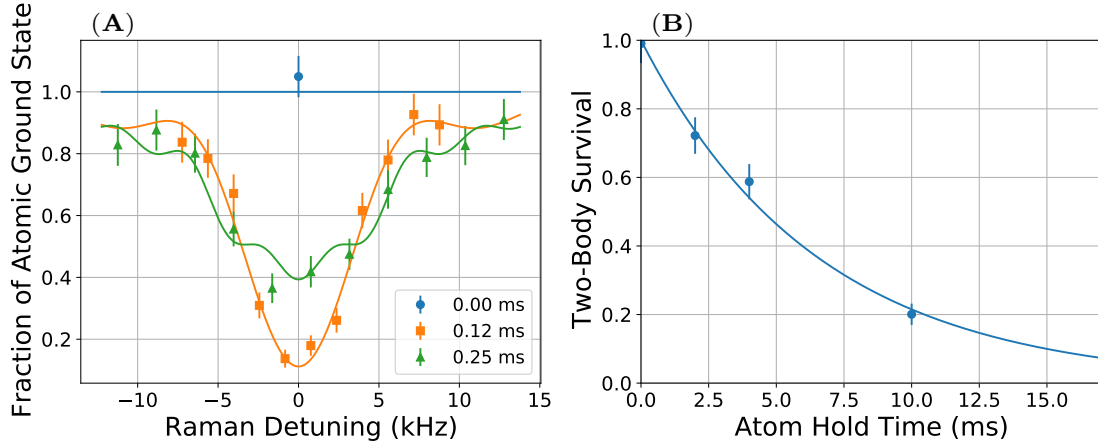 (A)
Fraction of Atomic Ground State
1.0
0.8
0.6
0.4
0.2
−10
−5
0
5
10
15
Raman Detuning (kHz)
0.00 ms
0.12 ms
0.25 ms
(B)
Two-Body Survival
1.0
0.8
0.6
0.4
0.2
0.0
0.0
2.5
5.0
7.5
10.0
12.5
15.0
Atom Hold Time (ms)